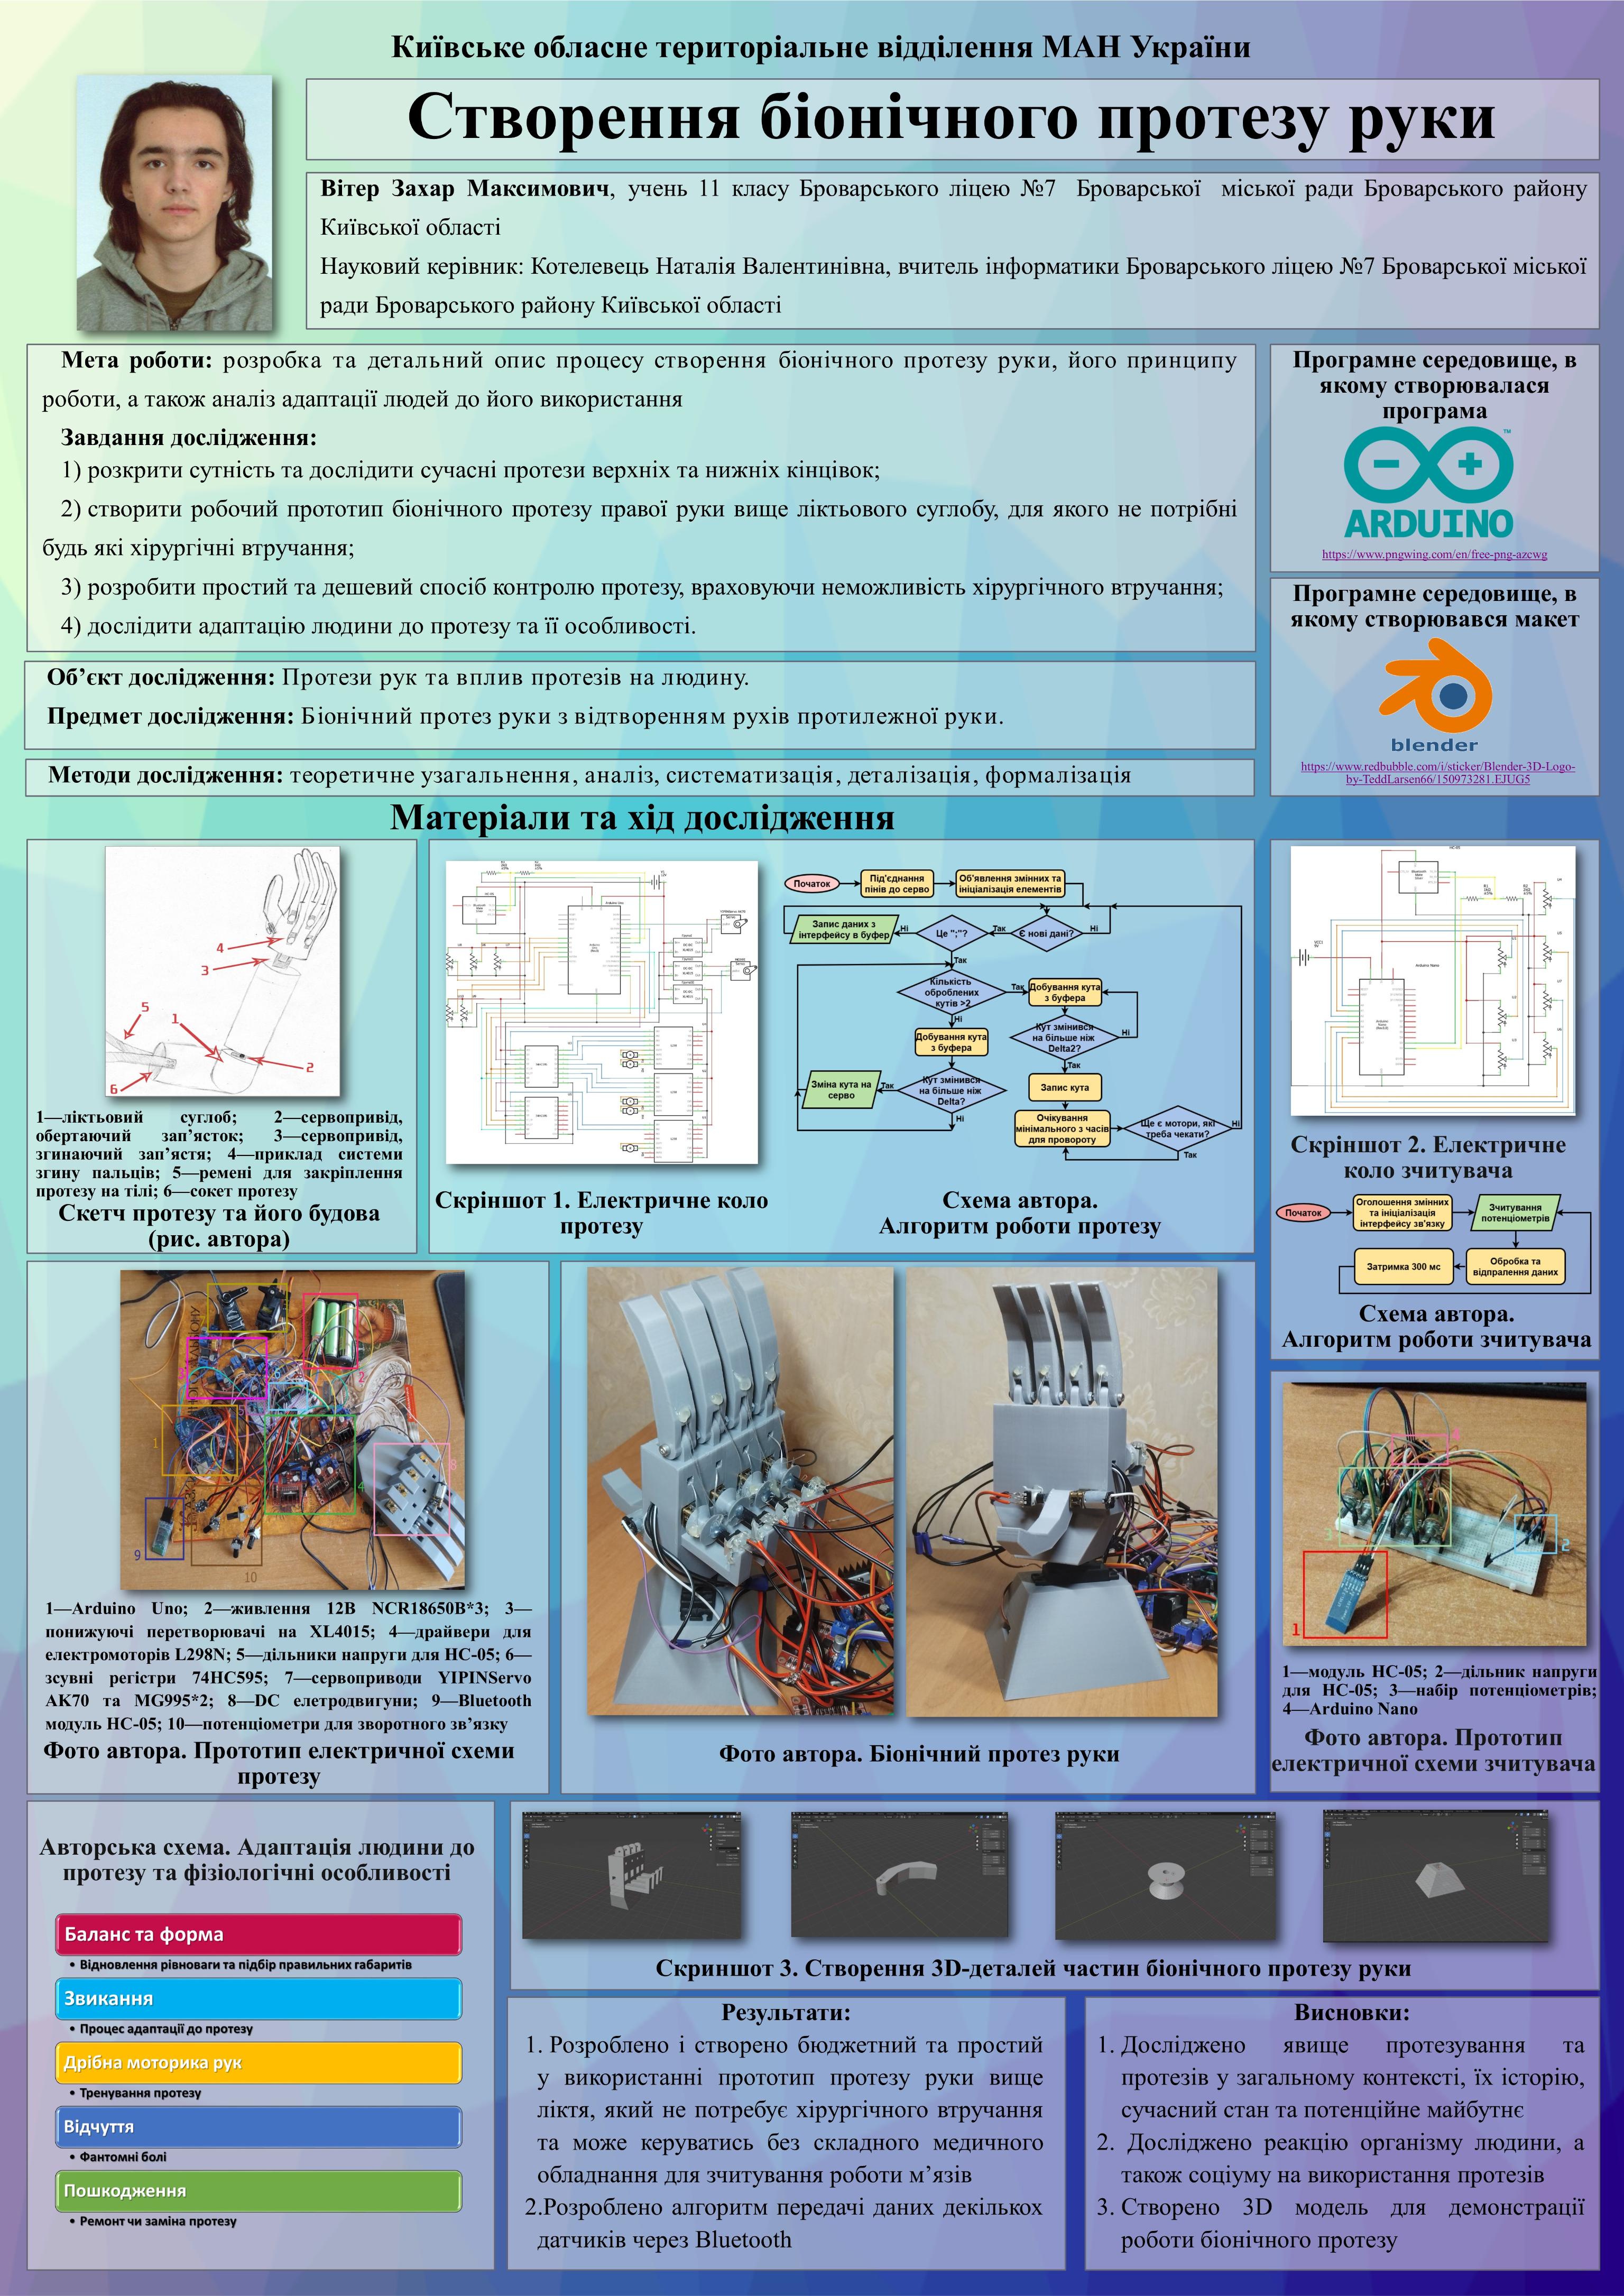 Київське обласне територіальне відділення МАН України
Створення біонічного протезу руки
Вітер Захар Максимович, учень 11 класу Броварського ліцею №7 Броварської міської ради Броварського району
Київської області
Науковий керівник: Котелевець Наталія Валентинівна, вчитель інформатики Броварського ліцею №7 Броварської міської
ради Броварського району Київської області
Мета роботи: розробка та детальний опис процесу створення біонічного протезу руки, його принципу
роботи, а також аналіз адаптації людей до його використання
Завдання дослідження:
1) розкрити сутність та дослідити сучасні протези верхніх та нижніх кінцівок;
2) створити робочий прототип біонічного протезу правої руки вище ліктьового суглобу, для якого не потрібні
будь які хірургічні втручання;
3) розробити простий та дешевий спосіб контролю протезу, враховуючи неможливість хірургічного втручання;
4) дослідити адаптацію людини до протезу та її особливості.
Програмне середовище, в
якому створювалася
програма
ARDUINO
TM
https://www.pngwing.com/en/free-png-azcwg
Програмне середовище, в
якому створювався макет
blender
https://www.redbubble.com/i/sticker/Blender-3D-Logo-
by-TeddLarsen66/150973281.EJUG5
Об’єкт дослідження: Протези рук та вплив протезів на людину.
Предмет дослідження: Біонічний протез руки з відтворенням рухів протилежної руки.
Методи дослідження: теоретичне узагальнення, аналіз, систематизація, деталізація, формалізація
Матеріали та хід дослідження
4
3
5
1
2
6
1—ліктьовий суглоб; 2—сервопривід,
обертаючий зап’ясток; 3—сервопривід,
згинаючий зап’ястя; 4—приклад системи
згину пальців; 5—ремені для закріплення
протезу на тілі; 6—сокет протезу
Скетч протезу та його будова
(рис. автора)
Скріншот 1. Електричне коло
протезу
Початок
Під'єднання
пінів до серво
Об'явлення змінних та
ініціалізація елементів
Запис даних з
інтерфейсу в буфер
Ні
Це ";"?
Так
Є нові дані?
Ні
Так
Кількість
оброблених
кутів >2
Так
Добування кута
з буфера
Ні
Добування кута
з буфера
Кут змінився
на більше ніж
Delta2?
Ні
Так
Зміна кута на
серво
Так
Кут змінився
на більше ніж
Delta?
Ні
Запис кута
Очікування
мінімального з часів
для провороту
Ще є мотори, які
треба чекати?
Ні
Так
Схема автора.
Алгоритм роботи протезу
Скріншот 2. Електричне
коло зчитувача
Початок
Оголошення змінних
та ініціалізація
інтерфейсу зв'язку
Зчитування
потенціометрів
Затримка 300 мс
Обробка та
відпралення даних
Схема автора.
Алгоритм роботи зчитувача
1
2
4
8
9
10
1—Arduino Uno; 2—живлення 12В NCR18650B*3; 3—
понижуючі перетворювачі на XL4015; 4—драйвери для
електромоторів L298N; 5—дільники напруги для HC-05; 6—
зсувні регістри 74HC595; 7—сервоприводи YIPINServo
AK70 та MG995*2; 8—DC елетродвигуни; 9—Bluetooth
модуль HC-05; 10—потенціометри для зворотного зв’язку
Фото автора. Прототип електричної схеми
протезу
Фото автора. Біонічний протез руки
4
3
2
1
1—модуль HC-05; 2—дільник напруги
для HC-05; 3—набір потенціометрів;
4—Arduino Nano
Фото автора. Прототип
електричної схеми зчитувача
Авторська схема. Адаптація людини до
протезу та фізіологічні особливості
Баланс та форма
• Відновлення рівноваги та підбір правильних габаритів
Звикання
• Процес адаптації до протезу
Дрібна моторика рук
• Тренування протезу
Відчуття
• Фантомні болі
Пошкодження
• Ремонт чи заміна протезу
Скриншот 3. Створення 3D-деталей частин біонічного протезу руки
Результати:
1. Розроблено і створено бюджетний та простий
у використанні прототип протезу руки вище
ліктя, який не потребує хірургічного втручання
та може керуватись без складного медичного
обладнання для зчитування роботи м’язів
2.Розроблено алгоритм передачі даних декількох
датчиків через Bluetooth
Висновки:
1. Досліджено явище протезування та
протезів у загальному контексті, їх історію,
сучасний стан та потенційне майбутнє
2. Досліджено реакцію організму людини, а
також соціуму на використання протезів
3. Створено 3D модель для демонстрації
роботи біонічного протезу